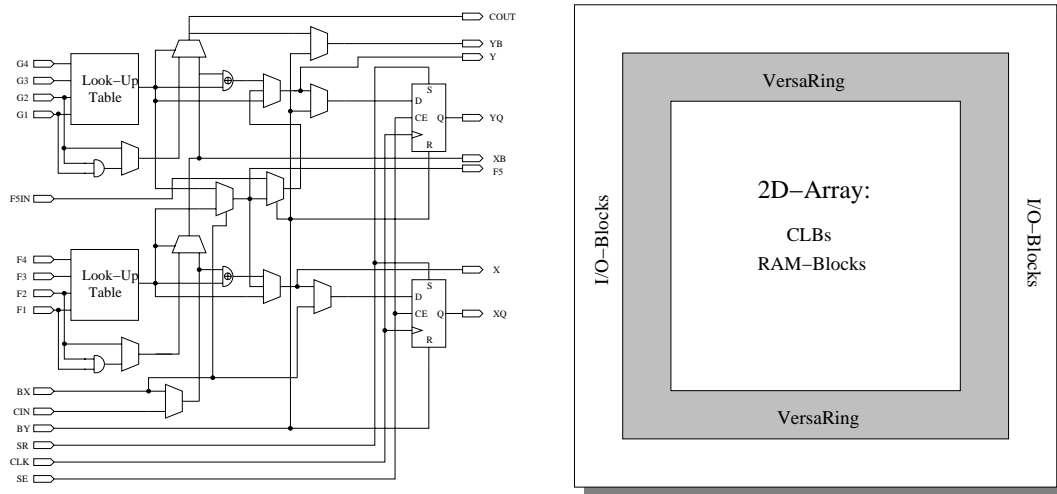 COUT
YB
Y
G4
G3
G2
G1
Look−Up
Table
S
D
CE
Q
R
YQ
XB
F5
F5IN
F4
F3
F2
F1
Look−Up
Table
X
S
D
CE
Q
R
XQ
BX
CIN
BY
SR
CLK
SE
VersaRing
I/O−Blocks
2D−Array:
CLBs
RAM−Blocks
I/O−Blocks
VersaRing